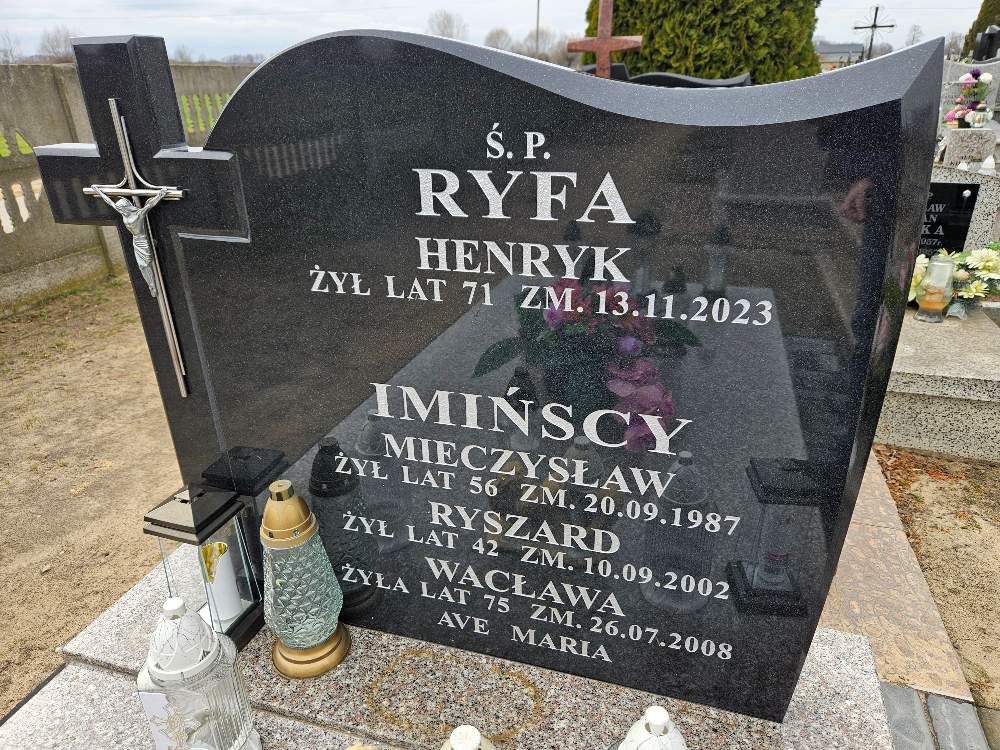 Ś. P.
RYFA
HENRYK
ŻYŁ LAT 71 ZM. 13.11.2023
IMIŃSCY
MIECZYSŁAW
ŻYŁ LAT 56 ZM. 20.09.1987
RYSZARD
ŻYŁ LAT 42 ZM. 10.09.2002
WACŁAWA
ŻYŁA LAT 75 ZM. 26.07.2008
AVE MARIA